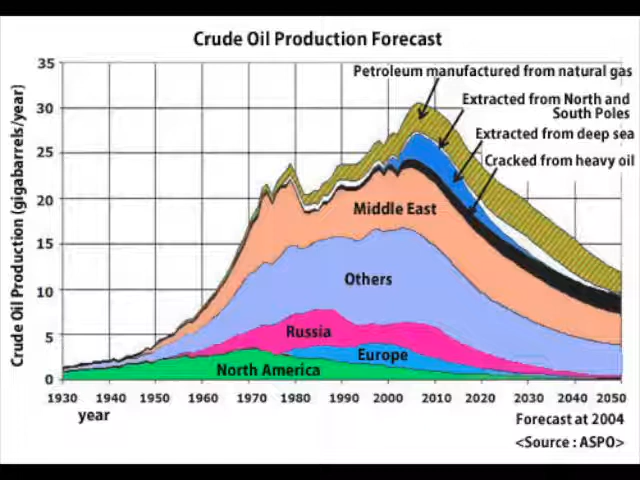 Crude Oil Production Forecast
Crude Oil Production (gigabarrels/year)
35
30
25
20
15
10
5
0
Petroleum manufactured from natural gas
Extracted from North and
South Poles
Extracted from deep sea
Cracked from heavy oil
Middle East
Others
Russia
Europe
North America
1930 1940 1950 1960 1970 1980 1990 2000 2010 2020 2030 2040 2050
year
Forecast at 2004
<Source : ASPO>